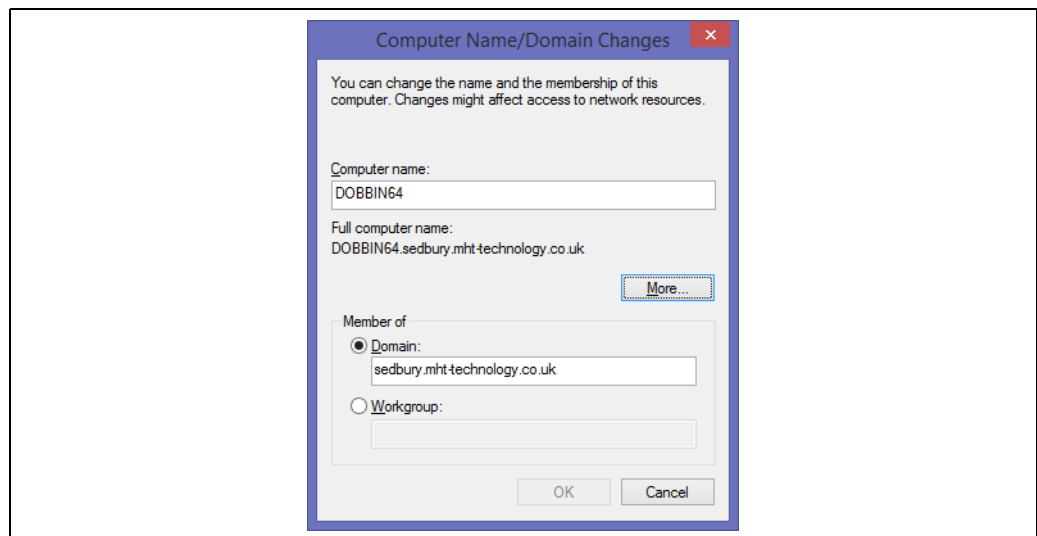 Computer Name/Domain Changes
You can change the name and the membership of this
computer. Changes might affect access to network resources.
Computer name:
DOBBIN64
Full computer name:
DOBBIN64.sedbury.mht-technology.co.uk
More...
Member of
Domain:
sedbury.mht-technology.co.uk
Workgroup:
OK Cancel